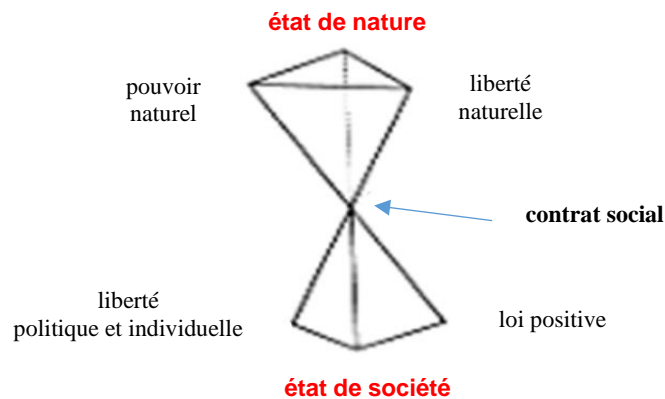 état de nature
pouvoir
naturel
liberté
naturelle
contrat social
liberté
politique et individuelle
loi positive
état de société